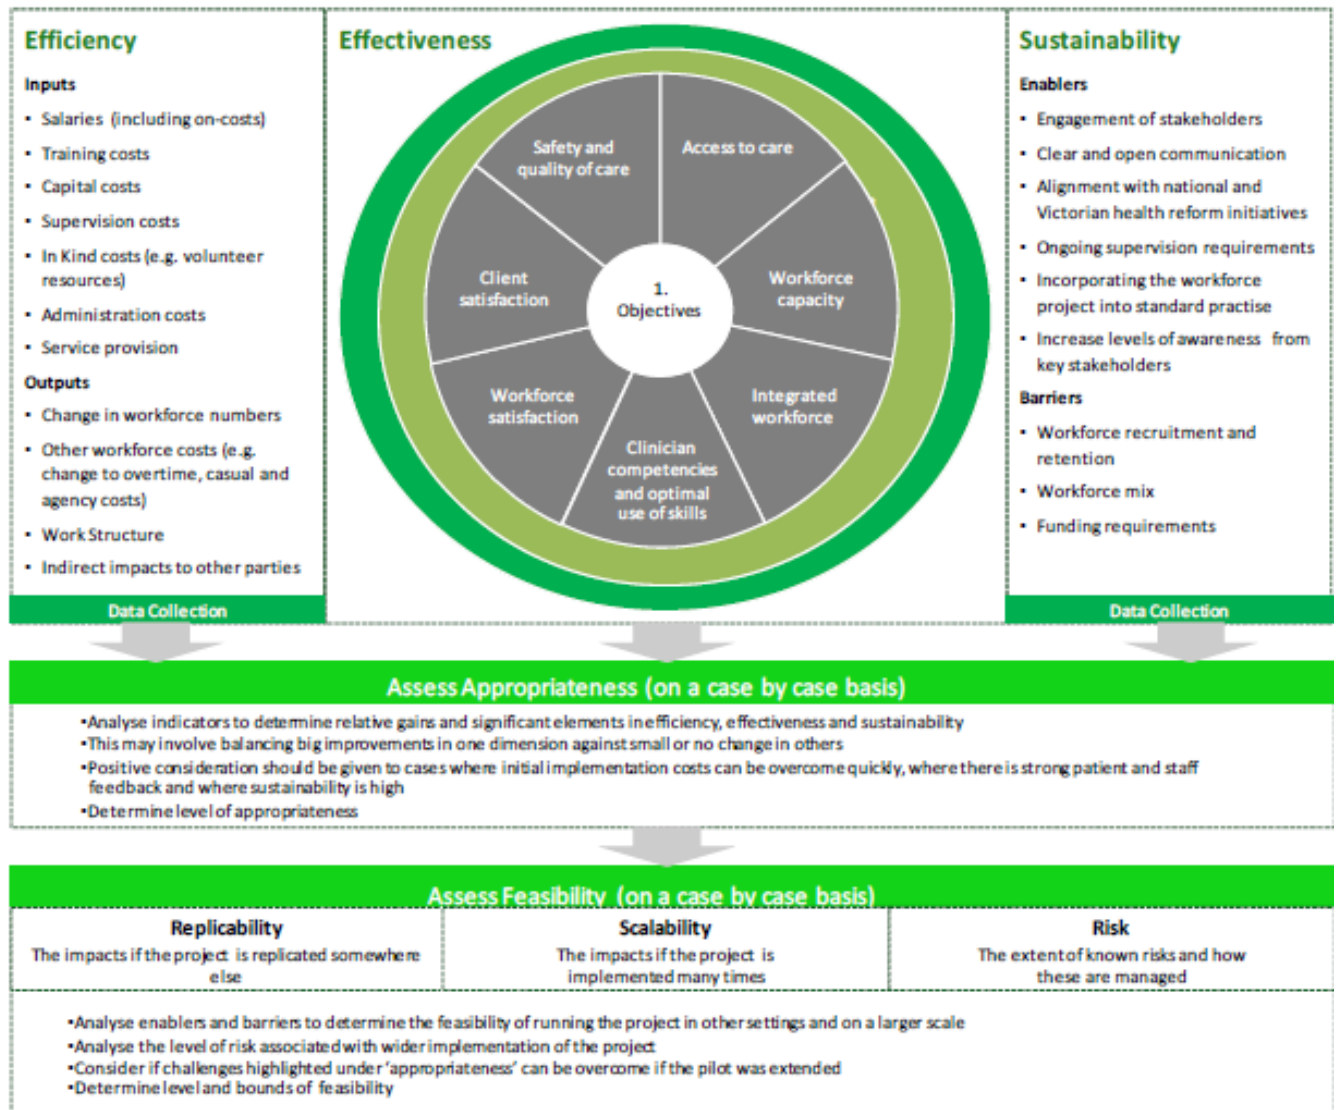 Efficiency
Inputs
▪ Salaries (including on-costs)
▪ Training costs
▪ Capital costs
▪ Supervision costs
▪ In Kind costs (e.g. volunteer
resources)
▪ Administration costs
▪ Service provision
Outputs
▪ Change in workforce numbers
▪ Other workforce costs (e.g.
change to overtime, casual and
agency costs)
▪ Work Structure
▪ Indirect impacts to other parties
Data Collection
Effectiveness
Safety and
quality of care
Access to care
Client
satisfaction
1.
Objectives
Workforce
capacity
Workforce
satisfaction
Integrated
workforce
Clinician
competencies
and optimal
use of skills
Sustainability
Enablers
▪ Engagement of stakeholders
▪ Clear and open communication
▪ Alignment with national and
Victorian health reform initiatives
▪ Ongoing supervision requirements
▪ Incorporating the workforce
project into standard practise
▪ Increase levels of awareness from
key stakeholders
Barriers
▪ Workforce recruitment and
retention
▪ Workforce mix
▪ Funding requirements
Data Collection
Assess Appropriateness (on a case by case basis)
▪Analyse indicators to determine relative gains and significant elements in efficiency, effectiveness and sustainability
▪This may involve balancing big improvements in one dimension against small or no change in others
▪Positive consideration should be given to cases where initial implementation costs can be overcome quickly, where there is strong patient and staff
feedback and where sustainability is high
▪Determine level of appropriateness
Assess Feasibility (on a case by case basis)
Replicability
The impacts if the project is replicated somewhere
else
Scalability
The impacts if the project is
implemented many times
Risk
The extent of known risks and how
these are managed
▪Analyse enablers and barriers to determine the feasibility of running the project in other settings and on a larger scale
▪Analyse the level of risk associated with wider implementation of the project
▪Consider if challenges highlighted under 'appropriateness' can be overcome if the pilot was extended
▪Determine level and bounds of feasibility